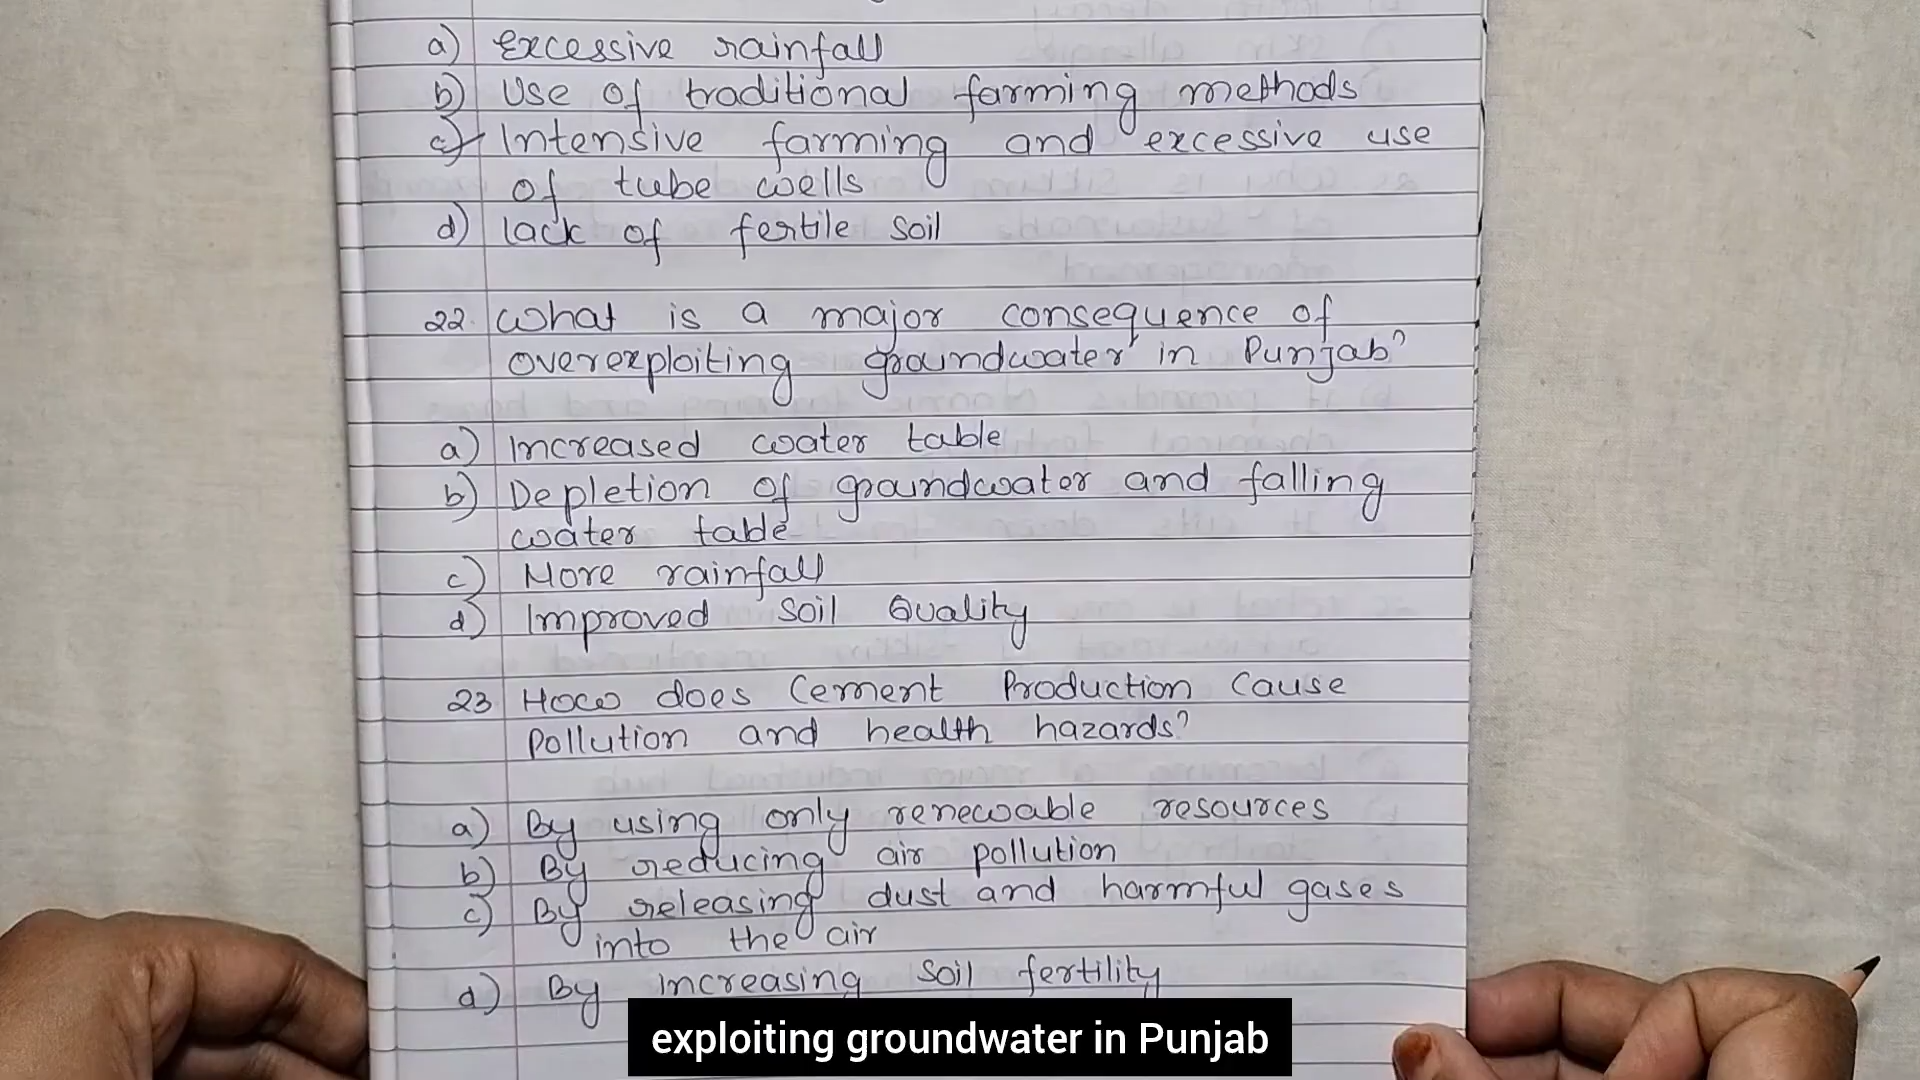 a) Excessive rainfall
b) Use of traditional farming methods
c) Intensive farming and excessive use
of tube wells
d) lack of fertile soil
22. What is a major consequence of
overexploiting groundwater in Punjab?
a) Increased water table
b) Depletion of groundwater and falling
water table
c) More rainfall
d) Improved soil Quality
23 How does Cement Production Cause
Pollution and health hazards?
a) By using only renewable resources
b) By reducing air pollution
c) By releasing dust and harmful gases
into the air
d) By increasing soil fertility
exploiting groundwater in Punjab